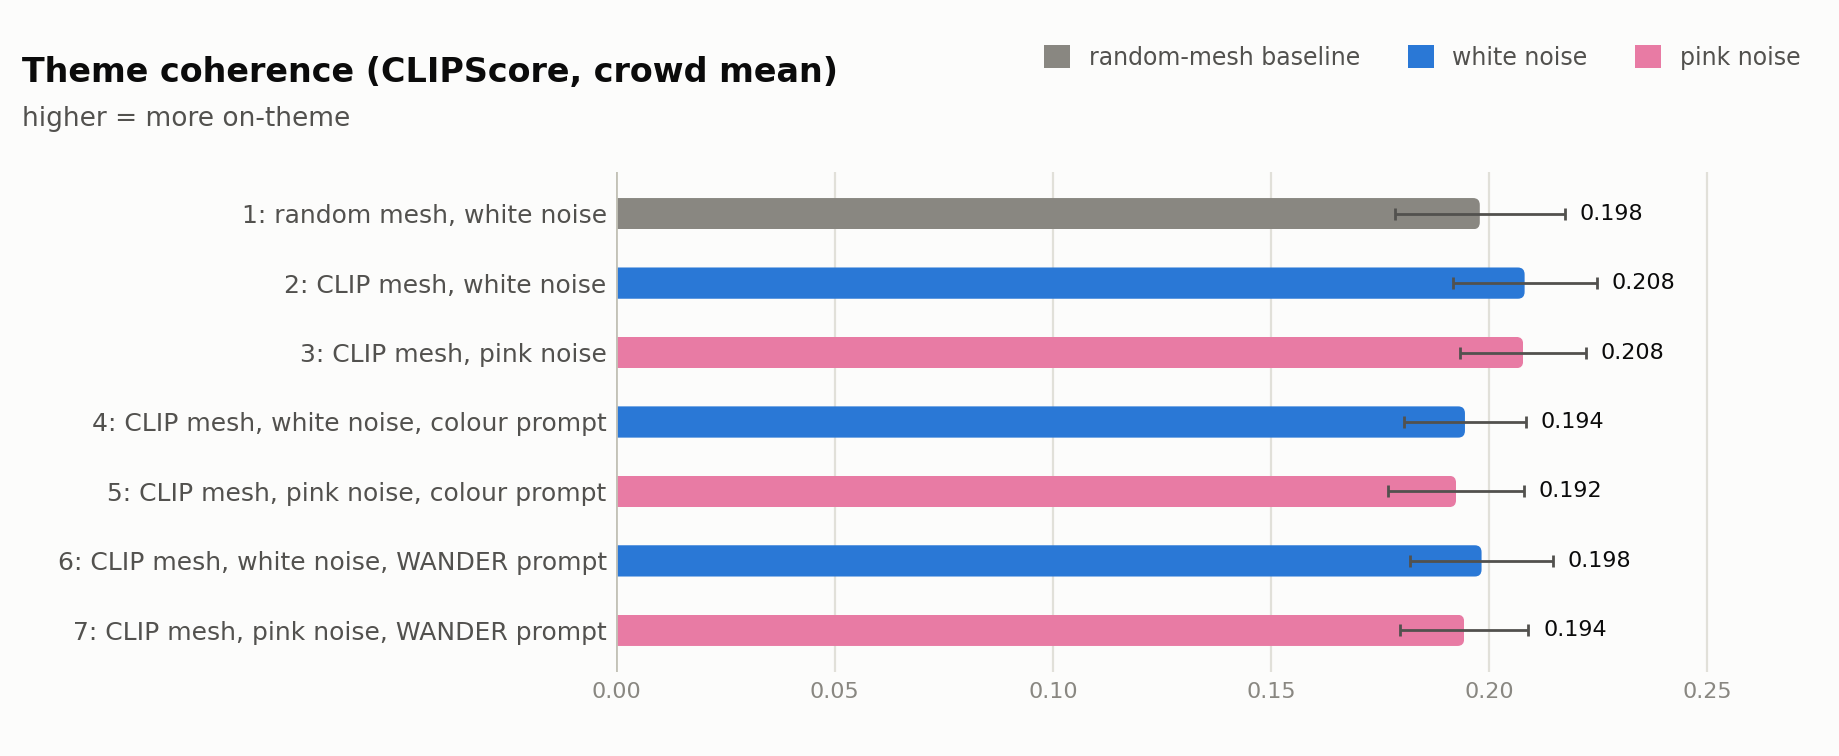 Theme coherence (CLIPScore, crowd mean)
higher = more on-theme
random-mesh baseline
white noise
pink noise
1: random mesh, white noise
0.198
2: CLIP mesh, white noise
0.208
3: CLIP mesh, pink noise
0.208
4: CLIP mesh, white noise, colour prompt
0.194
5: CLIP mesh, pink noise, colour prompt
0.192
6: CLIP mesh, white noise, WANDER prompt
0.198
7: CLIP mesh, pink noise, WANDER prompt
0.194
0.00 0.05 0.10 0.15 0.20 0.25